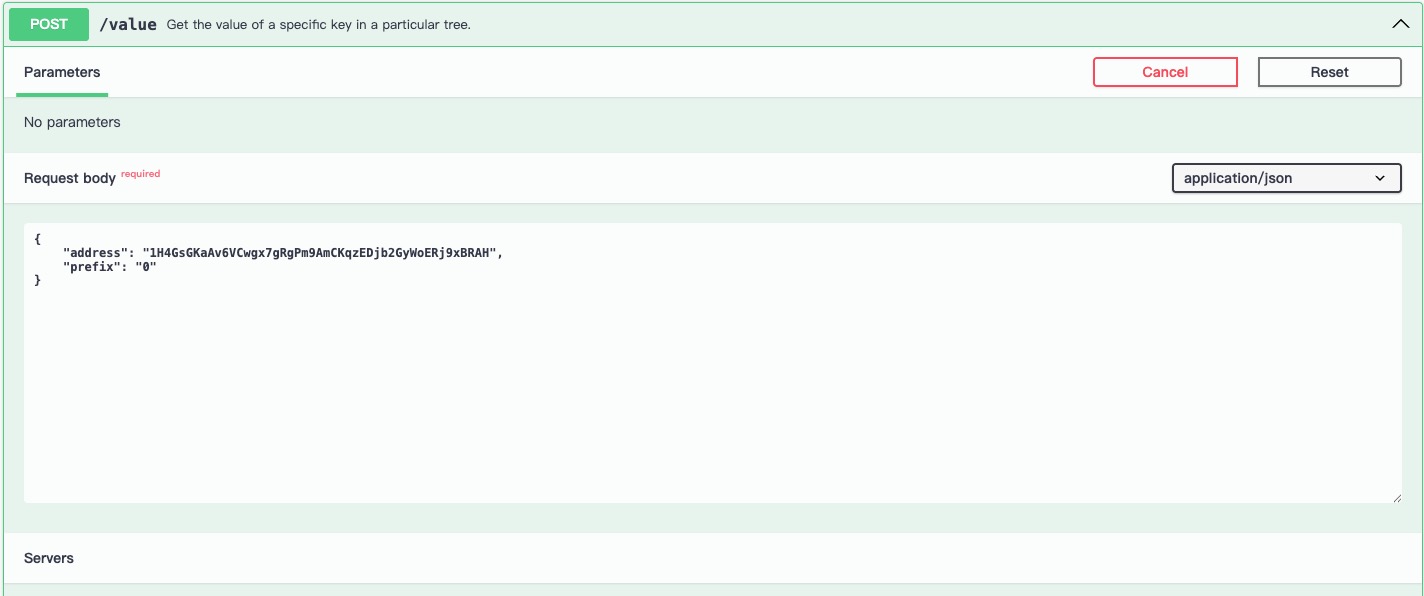 POST /value Get the value of a specific key in a particular tree.
Parameters Cancel Reset
No parameters
Request body required application/json
{
    "address": "1H4GsGKaAv6VCwgx7gRgPm9AmCKqzEDjb2GyWoERj9xBRAH",
    "prefix": "0"
}
Servers